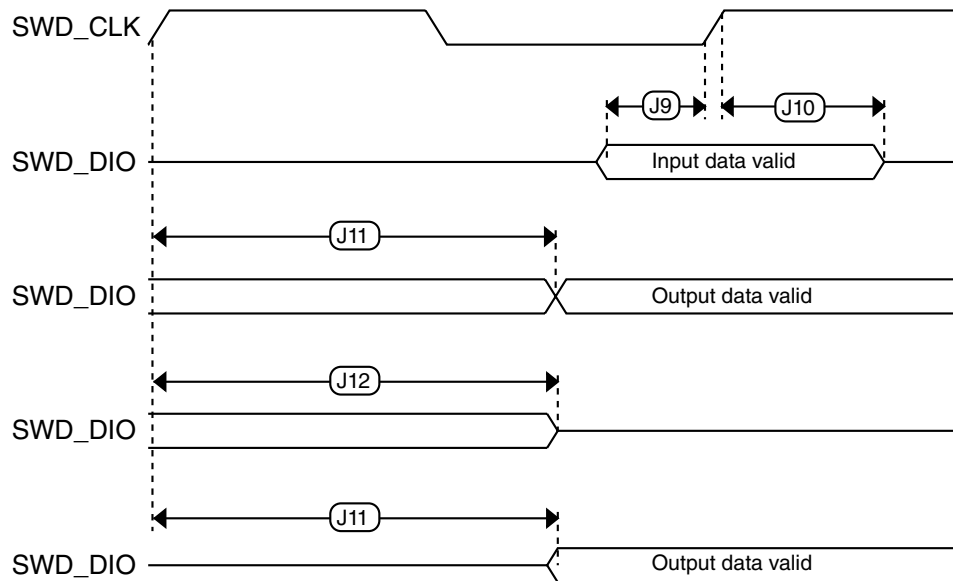 SWD_CLK
J9
J10
SWD_DIO
Input data valid
J11
SWD_DIO
Output data valid
J12
SWD_DIO
J11
SWD_DIO
Output data valid